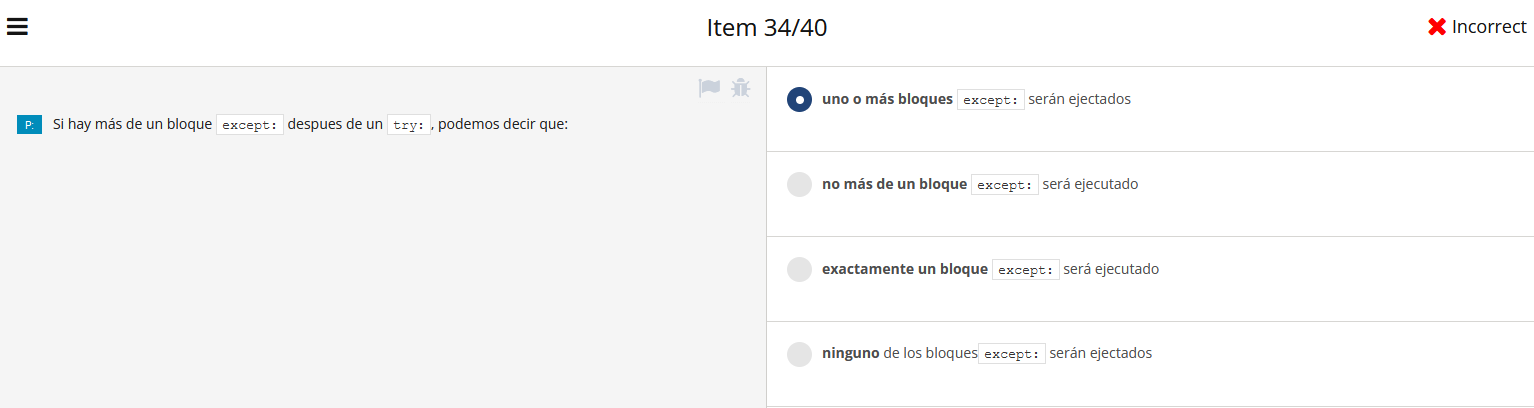 Item 34/40
Incorrect
P: Si hay más de un bloque except: despues de un try:, podemos decir que:
uno o más bloques except: serán ejectados
no más de un bloque except: será ejecutado
exactamente un bloque except: será ejecutado
ninguno de los bloques except: serán ejectados